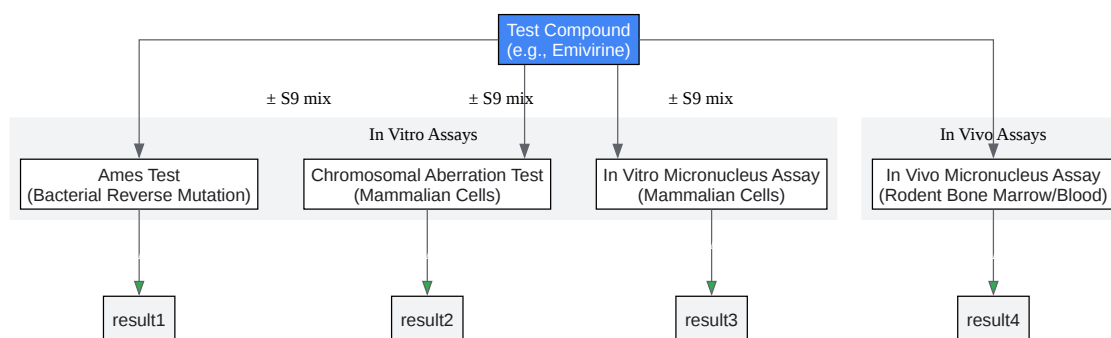 Test Compound
(e.g., Emivirine)
± S9 mix
± S9 mix
± S9 mix
In Vitro Assays
In Vivo Assays
Ames Test
(Bacterial Reverse Mutation)
Chromosomal Aberration Test
(Mammalian Cells)
In Vitro Micronucleus Assay
(Mammalian Cells)
In Vivo Micronucleus Assay
(Rodent Bone Marrow/Blood)
result1
result2
result3
result4